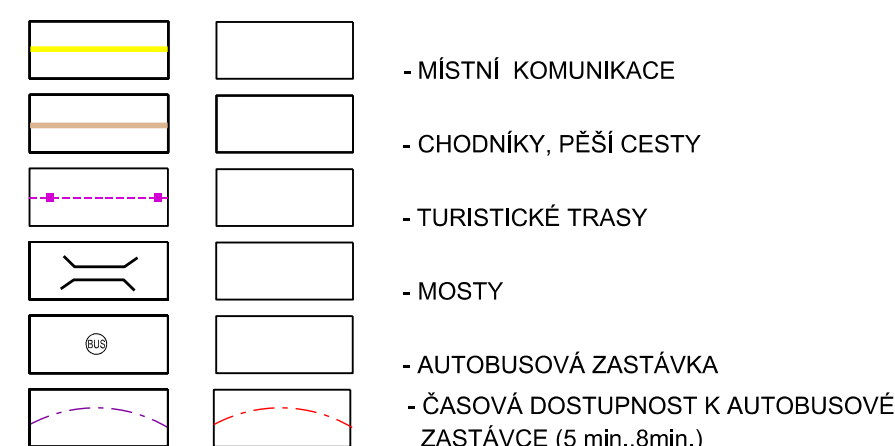 - MÍSTNÍ KOMUNIKACE
- CHODNÍKY, PĚŠÍ CESTY
- TURISTICKÉ TRASY
- MOSTY
BUS
- AUTOBUSOVÁ ZASTÁVKA
- ČASOVÁ DOSTUPNOST K AUTOBUSOVÉ
ZASTÁVCE (5 min.,8min.)